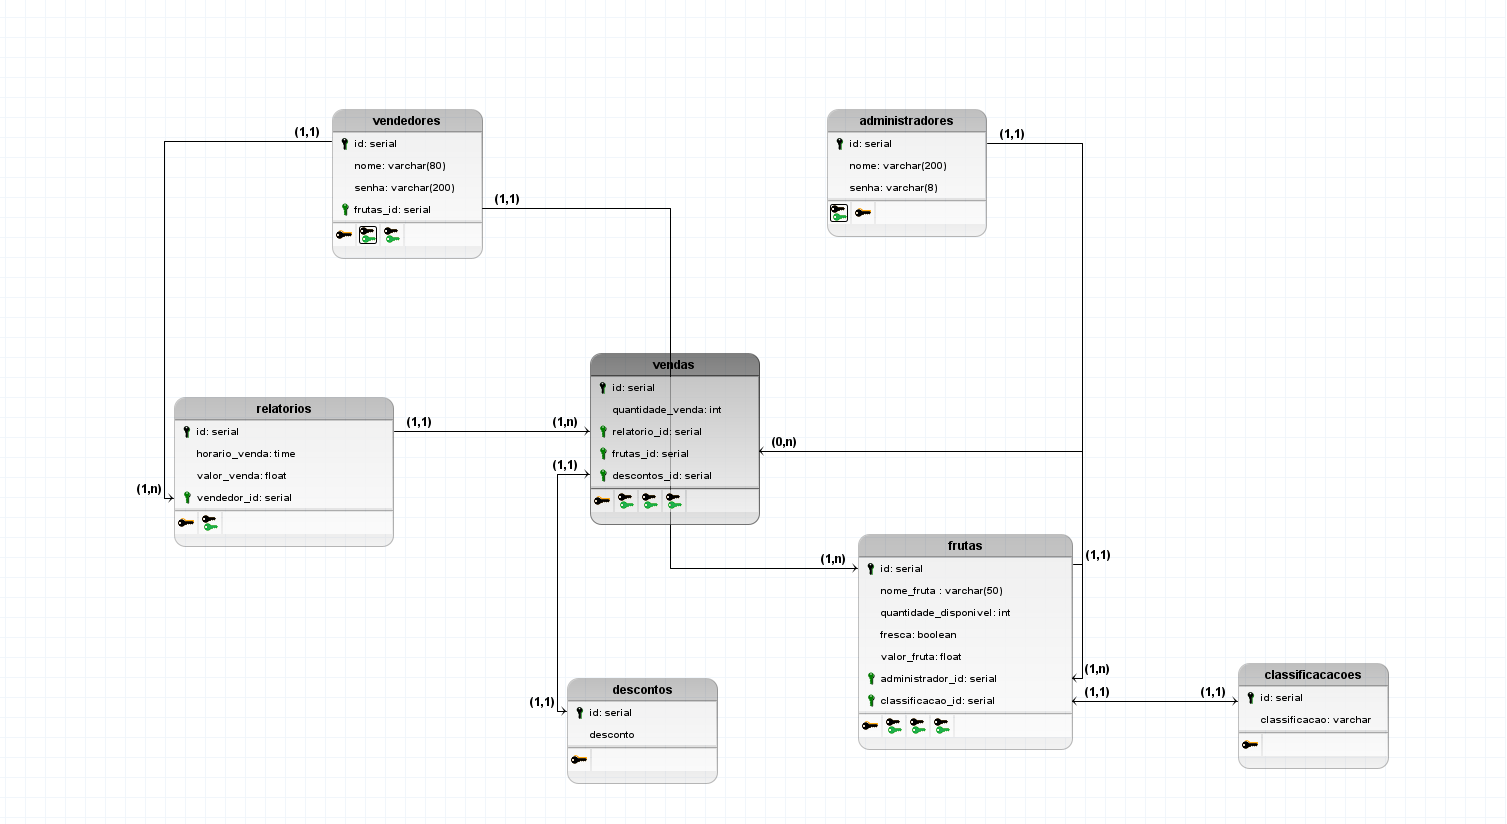 vendedores
(1,1)
id: serial
nome: varchar(80)
senha: varchar(200)
frutas_id: serial
(1,1)
administradores
(1,1)
id: serial
nome: varchar(200)
senha: varchar(8)
vendas
id: serial
quantidade_venda: int
relatorio_id: serial
frutas_id: serial
descontos_id: serial
(1,n)
(1,1)
(0,n)
relatorios
(1,1)
id: serial
horario_venda: time
valor_venda: float
vendedor_id: serial
(1,n)
frutas
(1,n)
(1,1)
id: serial
nome_fruta : varchar(50)
quantidade_disponivel: int
fresca: boolean
valor_fruta: float
administrador_id: serial
classificacao_id: serial
(1,n)
(1,1)
(1,1)
descontos
(1,1)
id: serial
desconto
classificacacoes
id: serial
classificacao: varchar